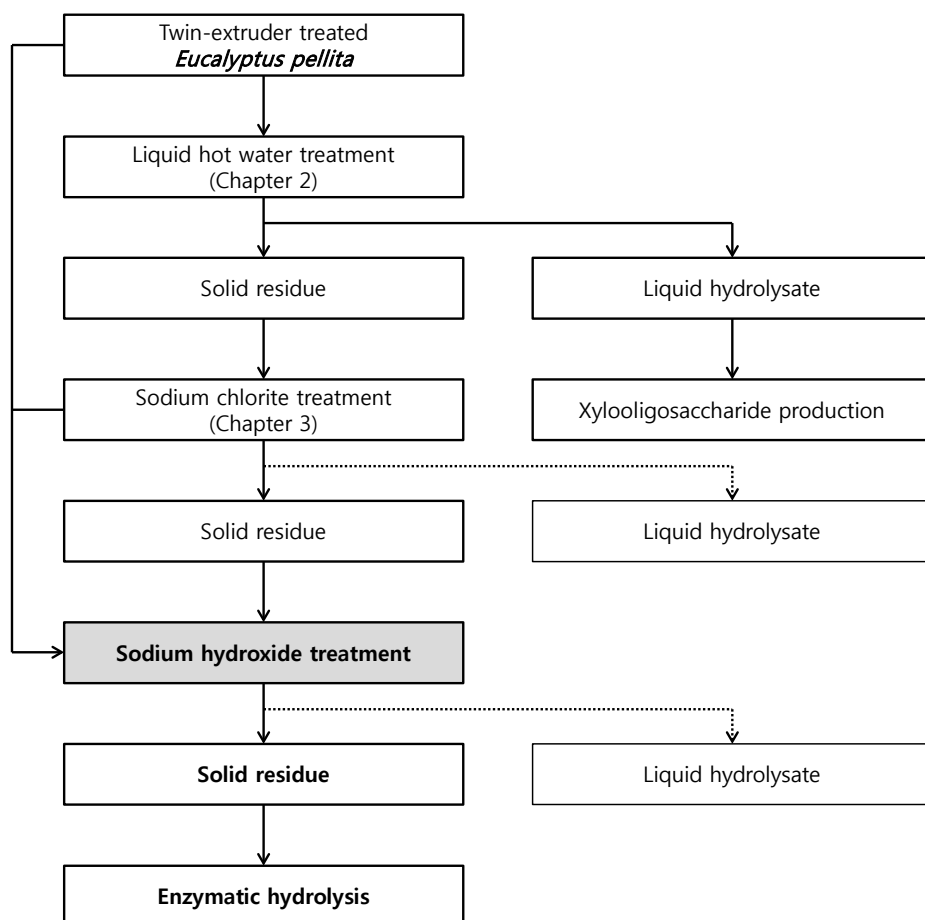 Twin-extruder treated
Eucalyptus pellita
Liquid hot water treatment
(Chapter 2)
Solid residue
Liquid hydrolysate
Sodium chlorite treatment
(Chapter 3)
Xylooligosaccharide production
Solid residue
Liquid hydrolysate
Sodium hydroxide treatment
Solid residue
Liquid hydrolysate
Enzymatic hydrolysis